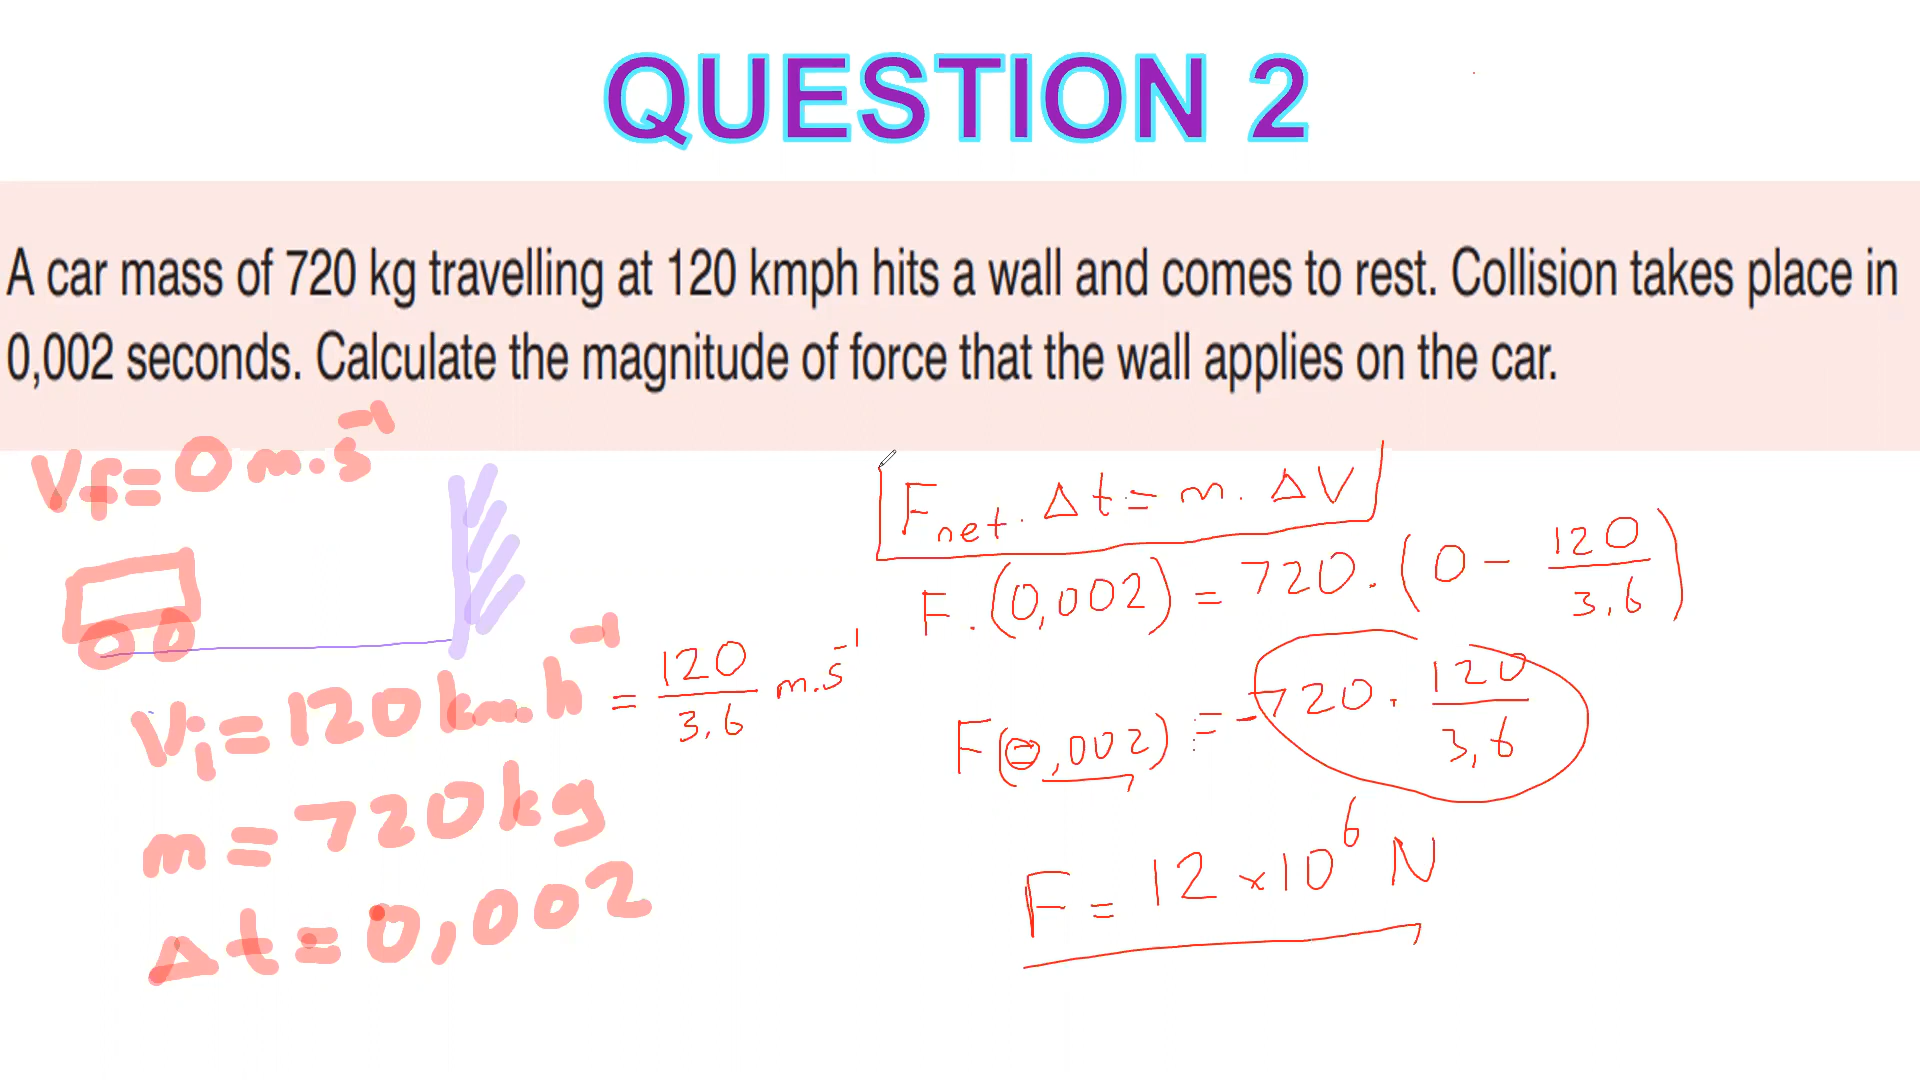 QUESTION 2
A car mass of 720 kg travelling at 120 kmph hits a wall and comes to rest. Collision takes place in
0,002 seconds. Calculate the magnitude of force that the wall applies on the car.
Vf = 0 m.s⁻¹
Vi = 120 km.h⁻¹ = 120/3,6 m.s⁻¹
m = 720 kg
Δt = 0,002
Fnet . Δt = m . ΔV
F . (0,002) = 720 . (0 - 120/3,6)
F(0,002) = -720 . 120/3,6
F = 12 × 10⁶ N